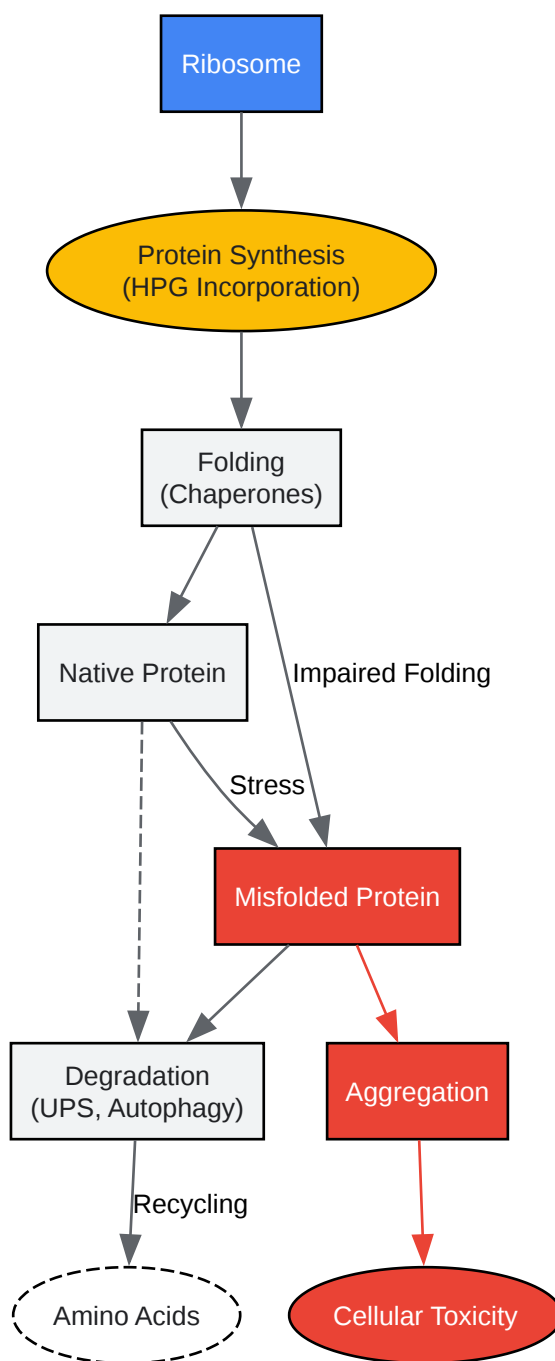 Ribosome
Protein Synthesis
(HPG Incorporation)
Folding
(Chaperones)
Native Protein
Impaired Folding
Stress
Misfolded Protein
Degradation
(UPS, Autophagy)
Aggregation
Recycling
Amino Acids
Cellular Toxicity